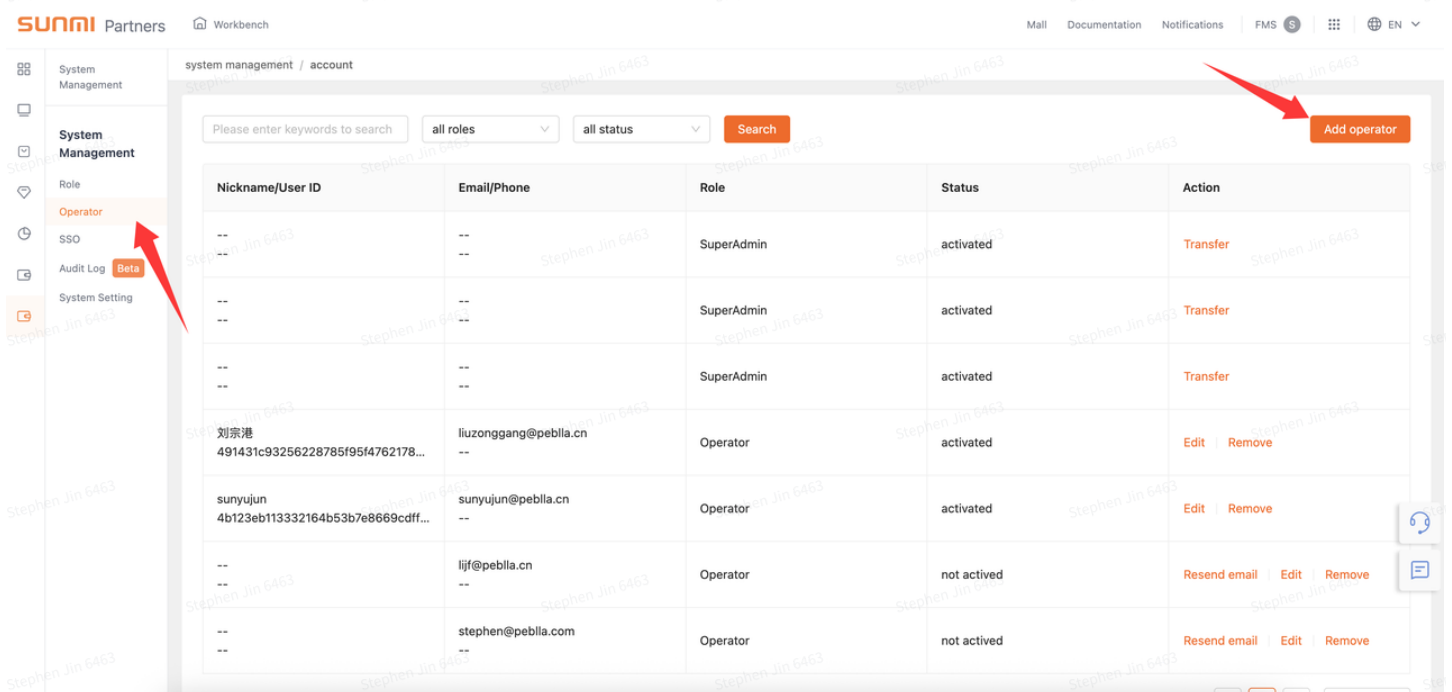 SUNMI Partners
Workbench
Mall
Documentation
Notifications
FMS S
EN
System Management
system management / account
System Management
Role
Operator
SSO
Audit Log Beta
System Setting
Please enter keywords to search
all roles
all status
Search
Add operator
Nickname/User ID Email/Phone Role Status Action
-- -- SuperAdmin activated Transfer
-- --
-- -- SuperAdmin activated Transfer
-- --
-- -- SuperAdmin activated Transfer
-- --
刘宗港 liuzonggang@peblla.cn Operator activated Edit Remove
491431c93256228785f95f4762178... --
sunyujun sunyujun@peblla.cn Operator activated Edit Remove
4b123eb113332164b53b7e8669cdff... --
-- lijf@peblla.cn Operator not actived Resend email Edit Remove
-- --
-- stephen@peblla.com Operator not actived Resend email Edit Remove
-- --
Stephen Jin 6463